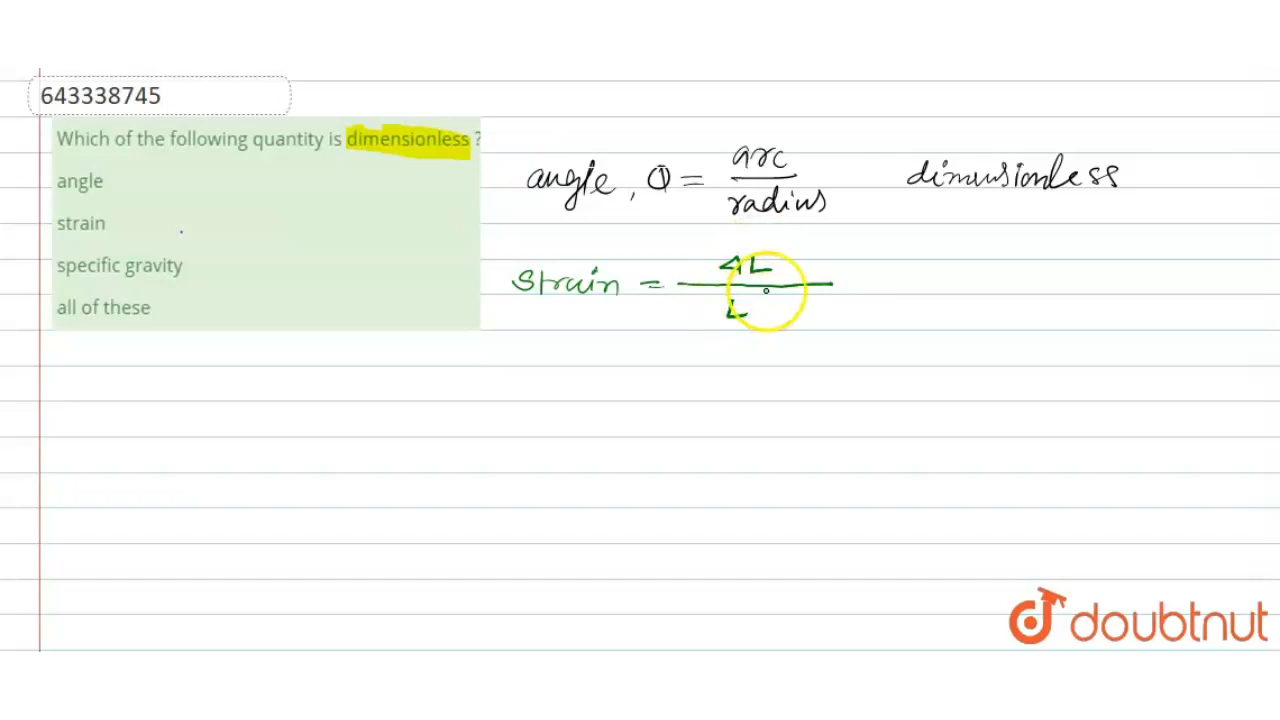 643338745
Which of the following quantity is dimensionless ?
angle
strain
specific gravity
all of these
angle, θ = arc
radius
dimensionless
Strain = ΔL
L
doubtnut